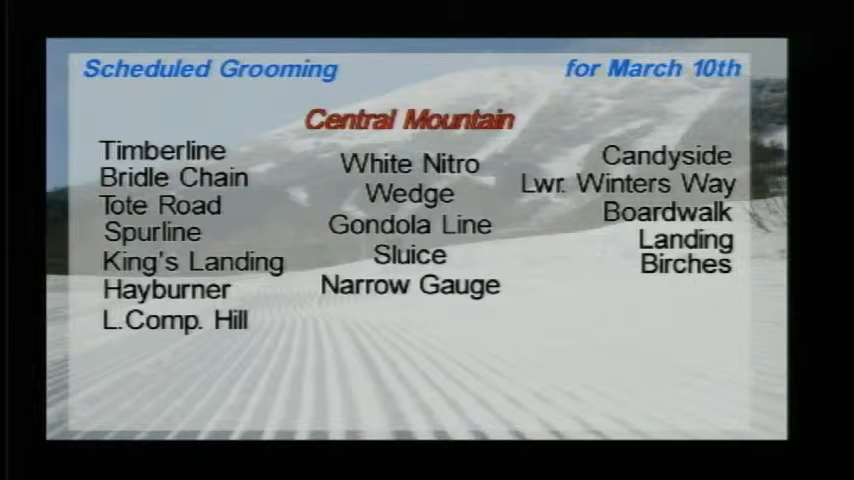 Scheduled Grooming for March 10th
Central Mountain
Timberline
Bridle Chain
Tote Road
Spurline
King's Landing
Hayburner
L.Comp. Hill
White Nitro
Wedge
Gondola Line
Sluice
Narrow Gauge
Candyside
Lwr. Winters Way
Boardwalk
Landing
Birches